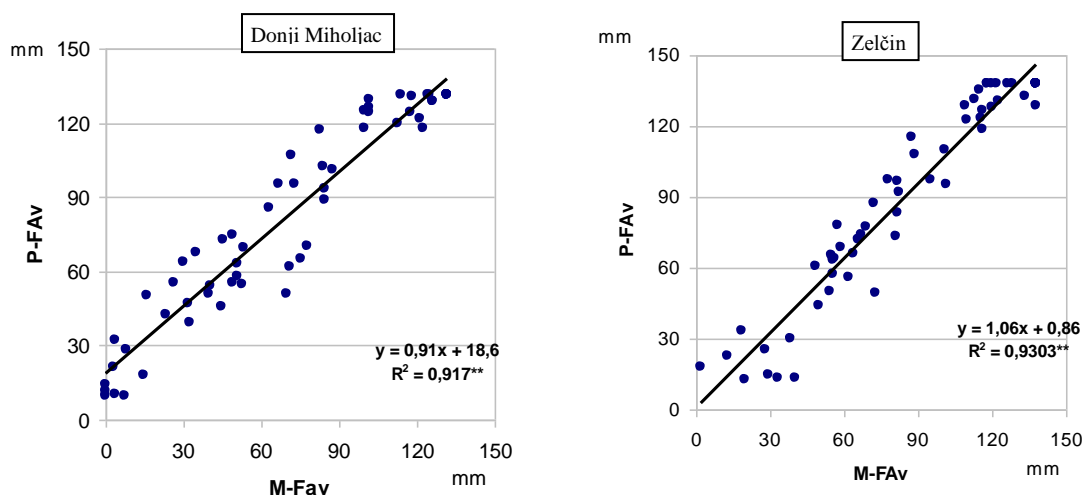 mm
Donji Miholjac
150
120
90
60
30
0
P-FAv
y = 0,91x + 18,6
R² = 0,917**
0 30 60 90 120 150
M-Fav
mm
mm
Zelčin
150
120
90
60
30
0
P-FAv
y = 1,06x + 0,86
R² = 0,9303**
0 30 60 90 120 150
M-FAv
mm